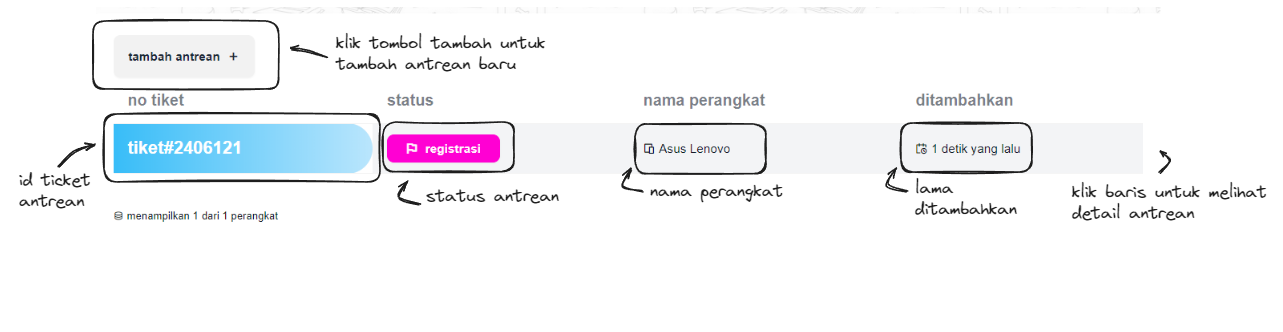 tambah antrean +
klik tombol tambah untuk
tambah antrean baru
no tiket
status
nama perangkat
ditambahkan
tiket#2406121
registrasi
Asus Lenovo
1 detik yang lalu
id ticket
antrean
status antrean
nama perangkat
lama
ditambahkan
klik baris untuk melihat
detail antrean
menampilkan 1 dari 1 perangkat